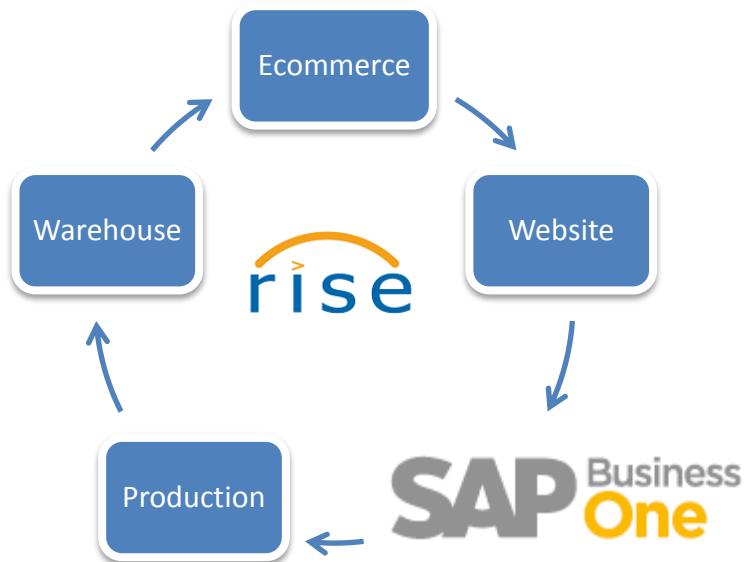 Ecommerce
Warehouse
Website
rise
Production
SAP Business One